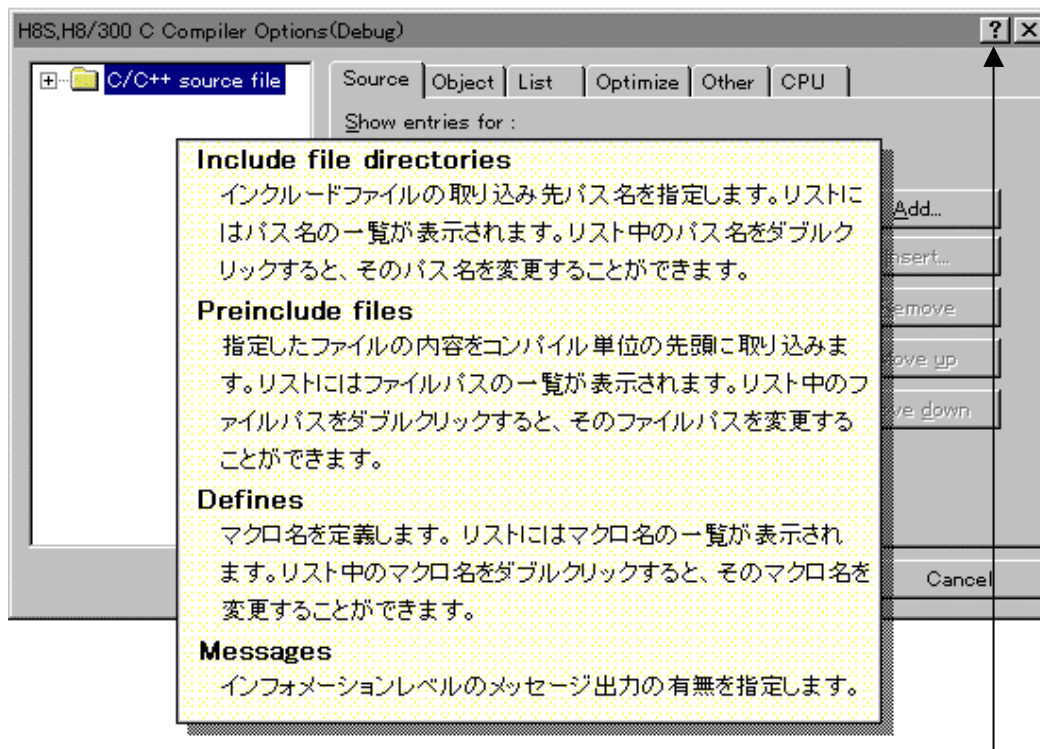 H8S,H8/300 C Compiler Options(Debug)
C/C++ source file
Source Object List Optimize Other CPU
Show entries for :
Include file directories
インクルードファイルの取り込み先パス名を指定します。リストに
はパス名の一覧が表示されます。リスト中のパス名をダブルク
リックすると、そのパス名を変更することができます。
Preinclude files
指定したファイルの内容をコンパイル単位の先頭に取り込みま
す。リストにはファイルパスの一覧が表示されます。リスト中のフ
ァイルパスをダブルクリックすると、そのファイルパスを変更する
ことができます。
Defines
マクロ名を定義します。リストにはマクロ名の一覧が表示され
ます。リスト中のマクロ名をダブルクリックすると、そのマクロ名を
変更することができます。
Messages
インフォメーションレベルのメッセージ出力の有無を指定します。
Add...
nsert...
emove
ove up
ve down
Cancel